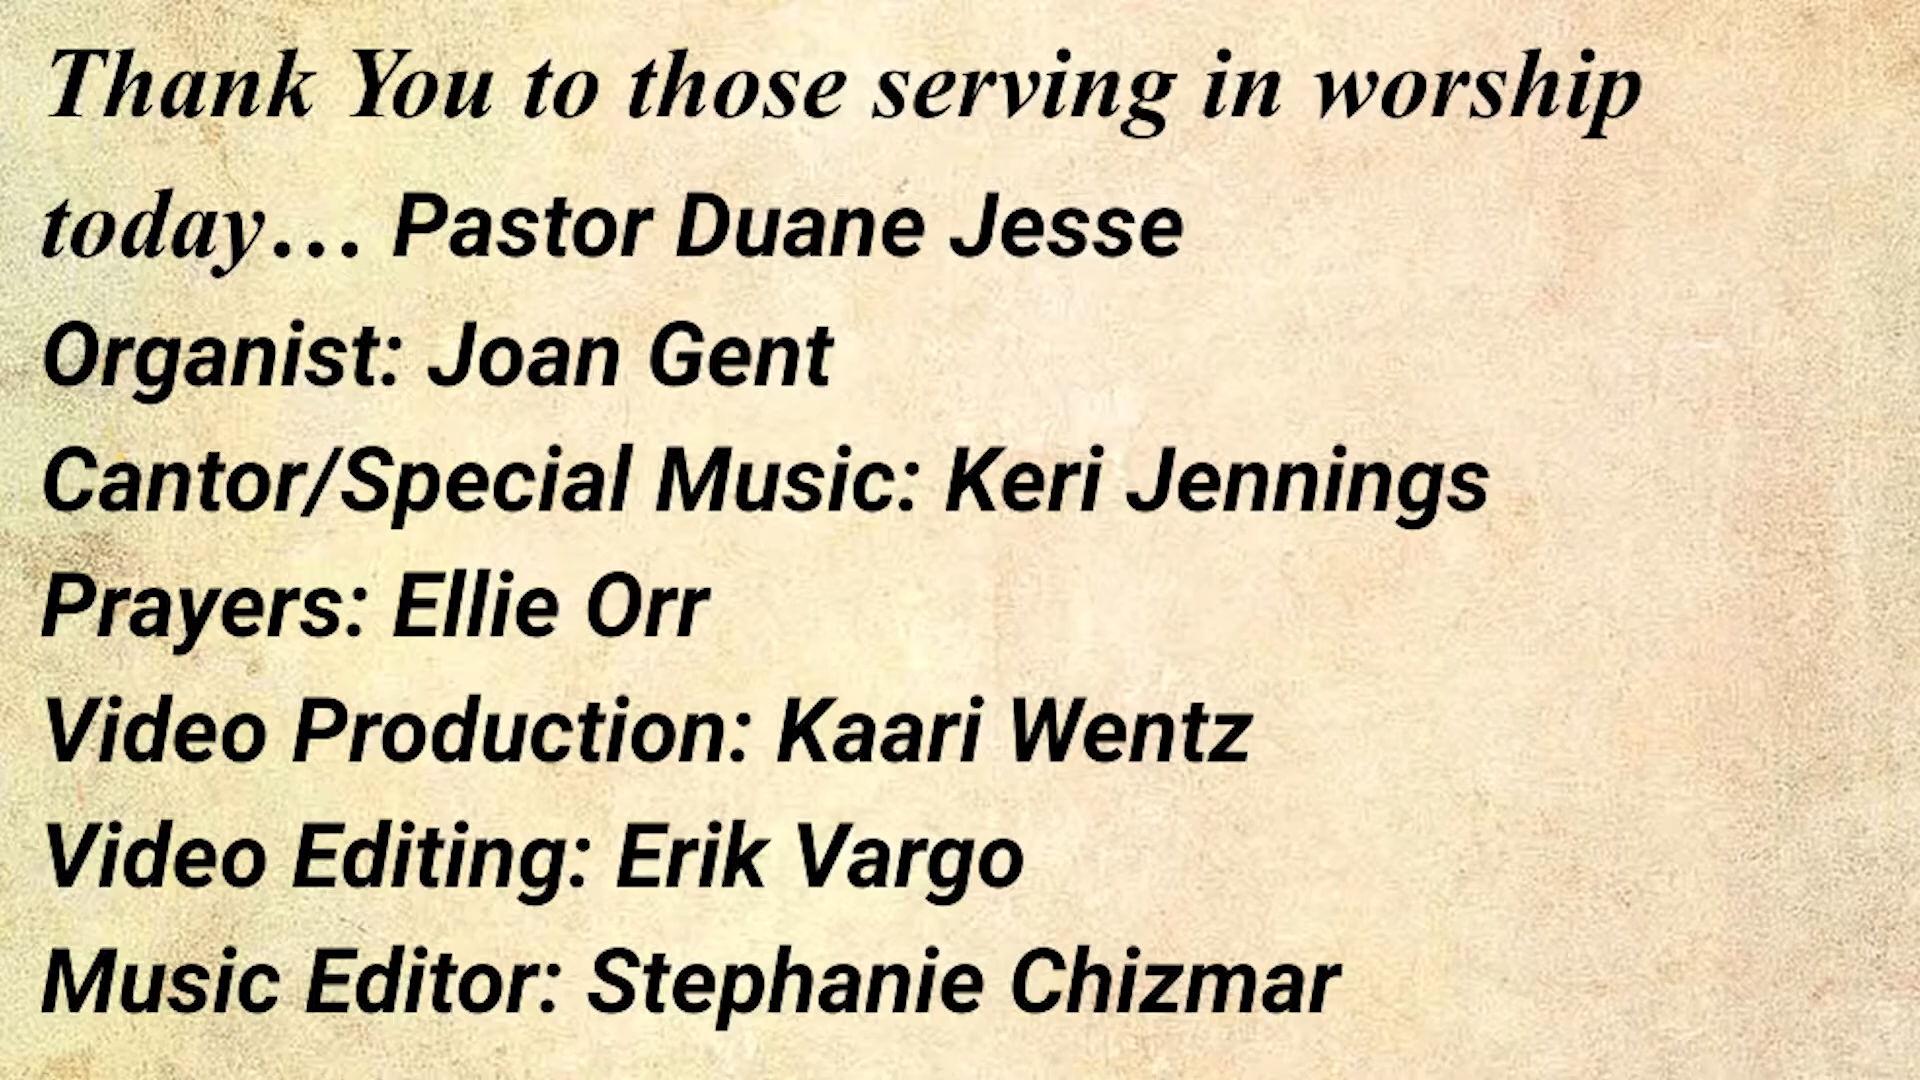 Thank You to those serving in worship
today... Pastor Duane Jesse
Organist: Joan Gent
Cantor/Special Music: Keri Jennings
Prayers: Ellie Orr
Video Production: Kaari Wentz
Video Editing: Erik Vargo
Music Editor: Stephanie Chizmar